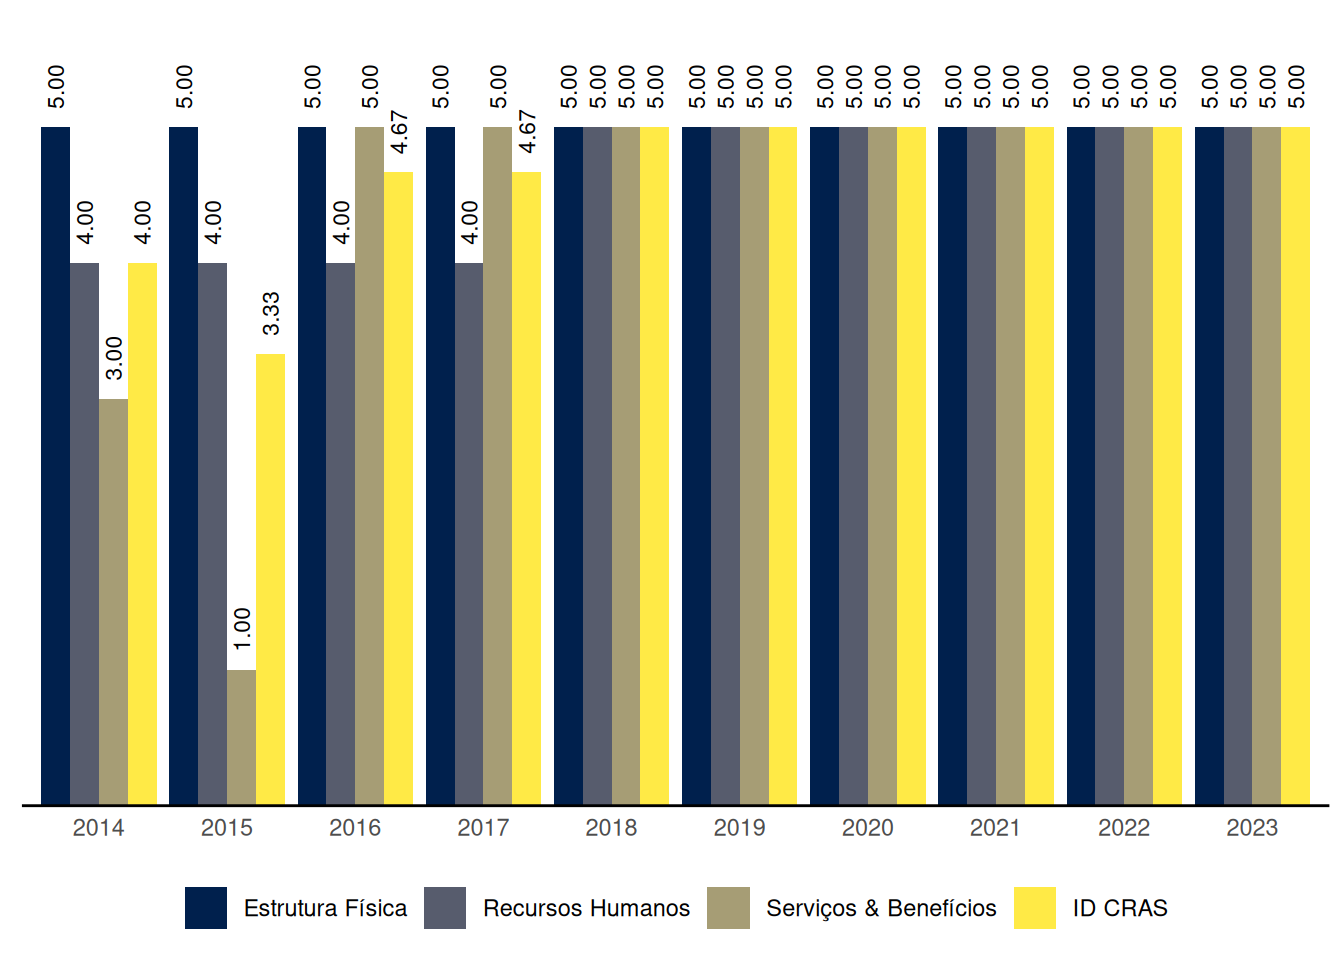 5.00 4.00 3.00 4.00 5.00 4.00 1.00 3.33 5.00 4.00 5.00 4.67 5.00 4.00 5.00 4.67 5.00 5.00 5.00 5.00 5.00 5.00 5.00 5.00 5.00 5.00 5.00 5.00 5.00 5.00 5.00 5.00 5.00 5.00 5.00 5.00 5.00 5.00 5.00 5.00
2014 2015 2016 2017 2018 2019 2020 2021 2022 2023
Estrutura Física Recursos Humanos Serviços & Benefícios ID CRAS